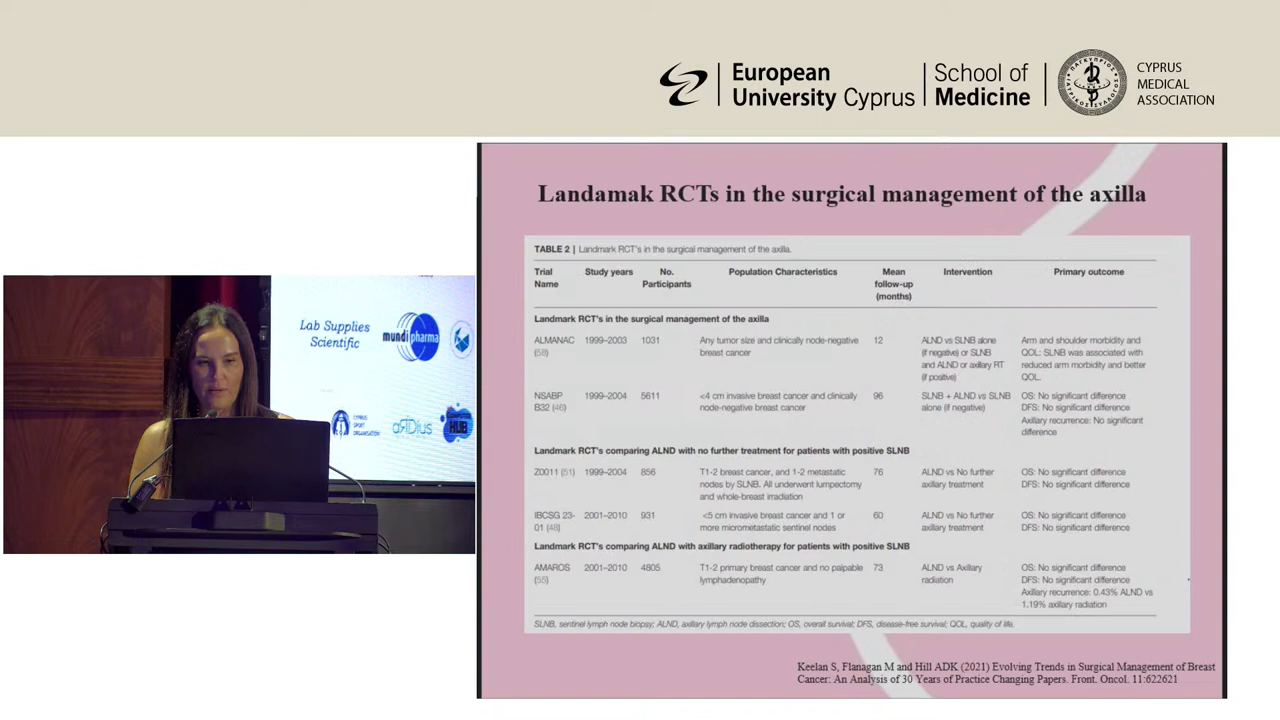 European
University Cyprus
School of
Medicine
CYPRUS
MEDICAL
ASSOCIATION
Landamak RCTs in the surgical management of the axilla
TABLE 2 | Landmark RCT's in the surgical management of the axilla.
Trial Name Study years No. Participants Population Characteristics Mean follow-up (months) Intervention Primary outcome
Landmark RCT's in the surgical management of the axilla
ALMANAC 1999–2003 1031 Any tumor size and clinically node-negative 12 ALND vs SLNB alone Arm and shoulder morbidity and
(58) breast cancer (if negative) or SLNB QOL: SLNB was associated with
and ALND or axillary RT reduced arm morbidity and better
(if positive) QOL.
NSABP 1999–2004 5611 <4 cm invasive breast cancer and clinically 96 SLNB + ALND vs SLNB OS: No significant difference
B32 (46) node-negative breast cancer alone (if negative) DFS: No significant difference
Axillary recurrence: No significant
difference
Landmark RCT's comparing ALND with no further treatment for patients with positive SLNB
Z0011 (51) 1999–2004 856 T1-2 breast cancer, and 1-2 metastatic 76 ALND vs No further OS: No significant difference
nodes by SLNB. All underwent lumpectomy axillary treatment DFS: No significant difference
and whole-breast irradiation
IBCSG 23- 2001–2010 931 <5 cm invasive breast cancer and 1 or 60 ALND vs No further OS: No significant difference
01 (48) more micrometastatic sentinel nodes axillary treatment DFS: No significant difference
Landmark RCT's comparing ALND with axillary radiotherapy for patients with positive SLNB
AMAROS 2001–2010 4805 T1-2 primary breast cancer and no palpable 73 ALND vs Axillary OS: No significant difference
(55) lymphadenopathy radiation DFS: No significant difference
Axillary recurrence: 0.43% ALND vs
1.19% axillary radiation
SLNB, sentinel lymph node biopsy; ALND, axillary lymph node dissection; OS, overall survival; DFS, disease-free survival; QOL, quality of life.
Keelan S, Flanagan M and Hill ADK (2021) Evolving Trends in Surgical Management of Breast
Cancer: An Analysis of 30 Years of Practice Changing Papers. Front. Oncol. 11:622621
Lab Supplies
Scientific
mundipharma
CYPRUS
SPORT
ORGANISATION
COMPUTER
HUB